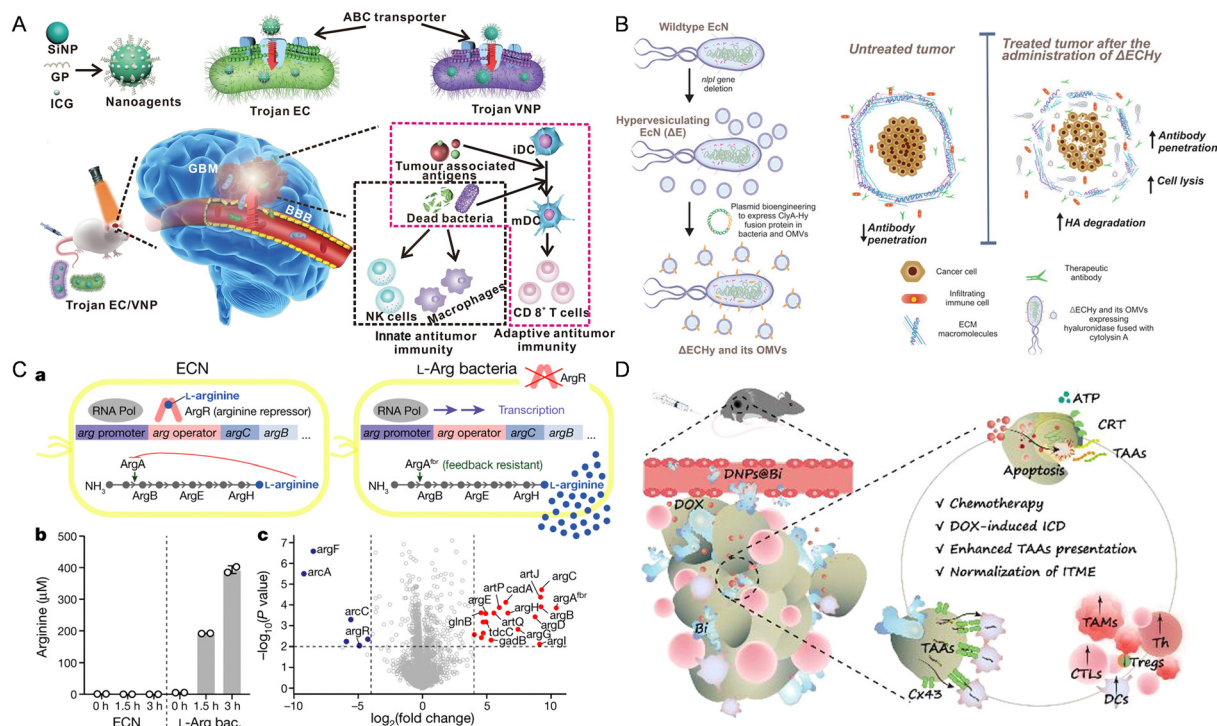 A
SiNP
GP
ICG
Nanoagents
ABC transporter
Trojan EC
Trojan VNP
GBM
BBB
Trojan EC/VNP
Tumour associated
antigens
Dead bacteria
iDC
mDC
NK cells
Macrophages
CD 8+ T cells
Innate antitumor
immunity
Adaptive antitumor
immunity
B
Wildtype EcN
nlpI gene
deletion
Hypervesiculating
EcN (ΔE)
Plasmid bioengineering
to express ClyA-Hy
fusion protein in
bacteria and OMVs
ΔECHy and its OMVs
Untreated tumor
Treated tumor after the
administration of ΔECHy
Antibody
penetration
Antibody
penetration
Cell lysis
HA degradation
Cancer cell
Infiltrating
immune cell
ECM
macromolecules
Therapeutic
antibody
ΔECHy and its OMVs
expressing
hyaluronidase fused with
cytolysin A
C
a
ECN
RNA Pol
L-arginine
ArgR (arginine repressor)
arg promoter arg operator argC argB ...
ArgA
NH3
ArgB ArgE ArgH
L-arginine
L-Arg bacteria
ArgR
RNA Pol
Transcription
arg promoter arg operator argC argB ...
ArgAfbr (feedback resistant)
NH3
ArgB ArgE ArgH
L-arginine
b
Arginine (μM)
500
400
300
200
100
0
0 h 1.5 h 3 h 0 h 1.5 h 3 h
ECN L-Arg bac.
c
−log10(P value)
7
6
5
4
3
2
1
0
−10 −5 0 5 10
log2(fold change)
argF
arcA
arcC
argR
glnB
argE
artP
cadA
artJ
argC
argAfbr
argH
argB
artQ
argD
tdcC
argG
gadB
argI
D
DNPs@Bi
DOX
Bi
ATP
CRT
TAAs
Apoptosis
√ Chemotherapy
√ DOX-induced ICD
√ Enhanced TAAs presentation
√ Normalization of ITME
TAAs
Cx43
TAMs
Th
Tregs
CTLs
DCs